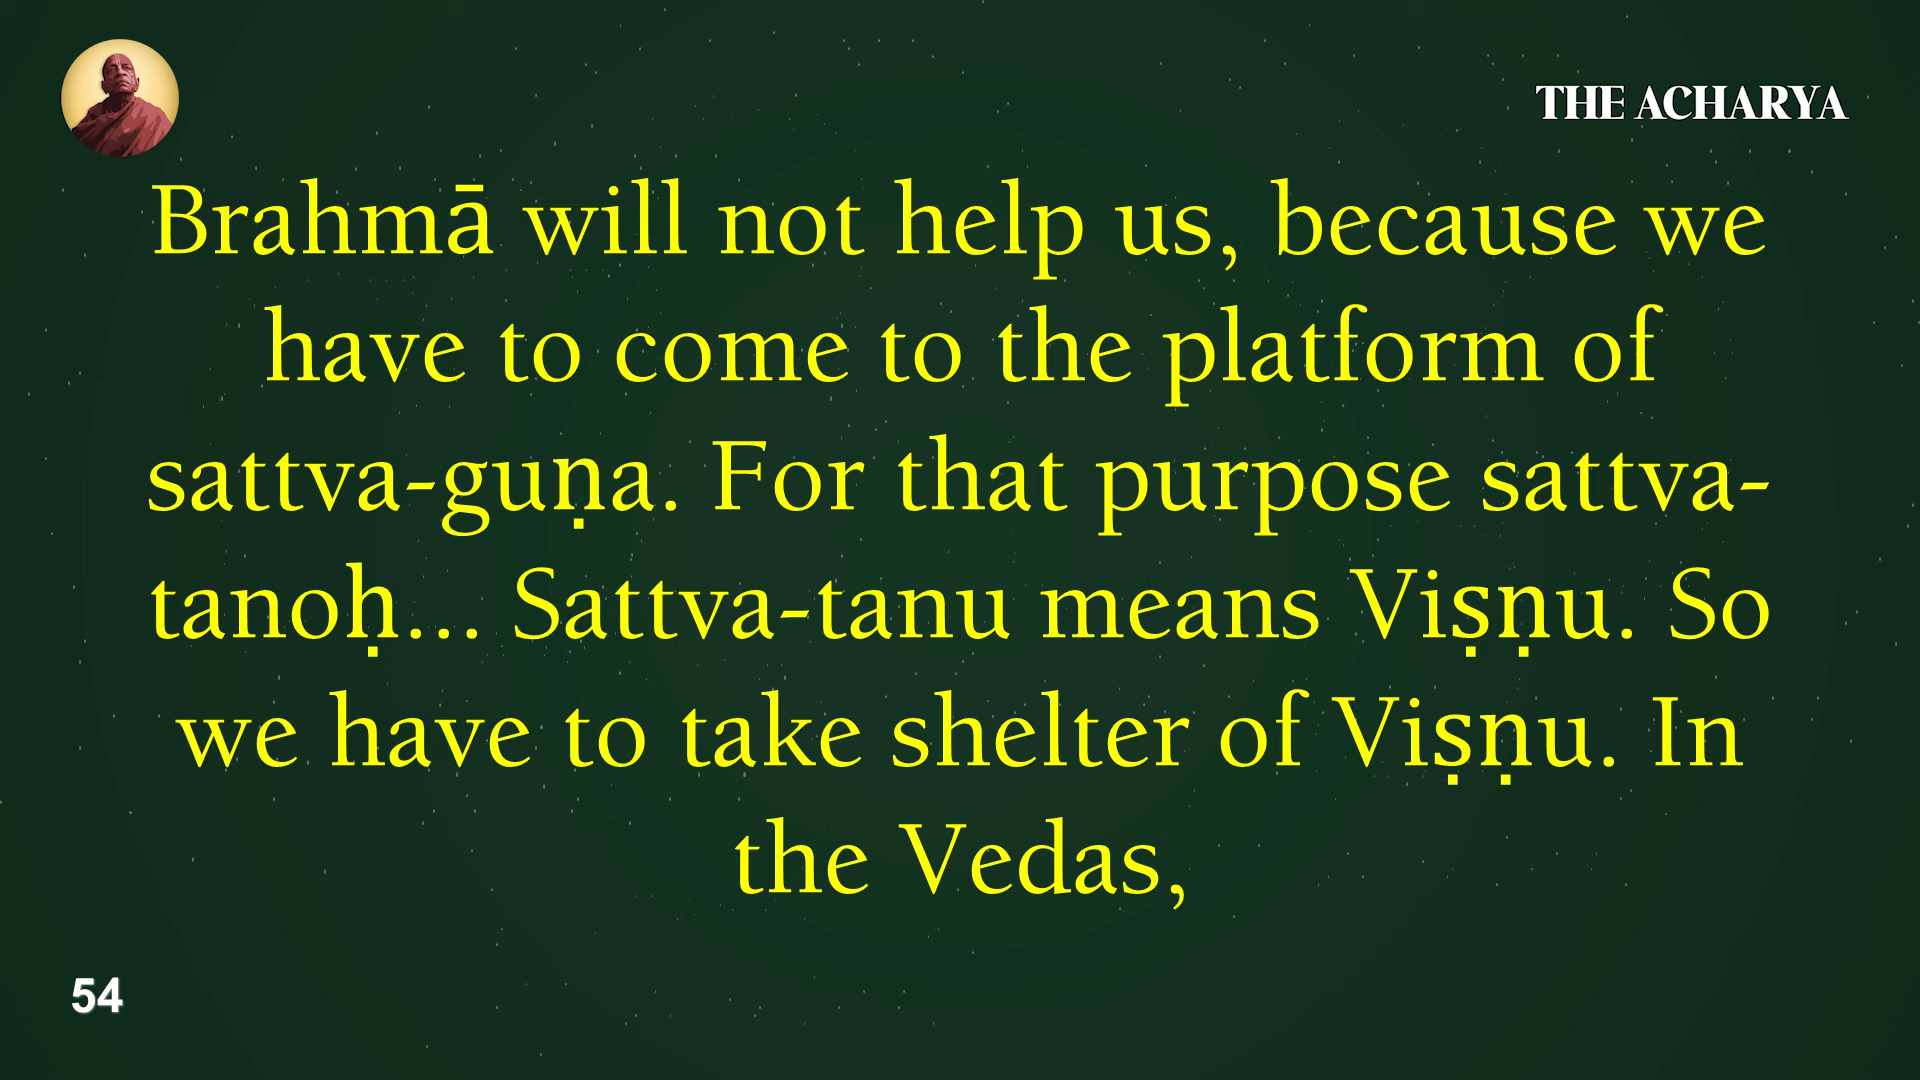 THE ACHARYA
Brahmā will not help us, because we
have to come to the platform of
sattva-guṇa. For that purpose sattva-
tanoḥ... Sattva-tanu means Viṣṇu. So
we have to take shelter of Viṣṇu. In
the Vedas,
54